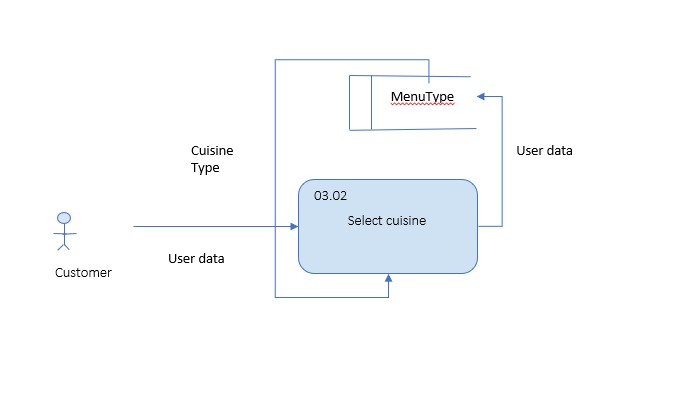 MenuType
Cuisine
Type
User data
03.02
Select cuisine
User data
Customer